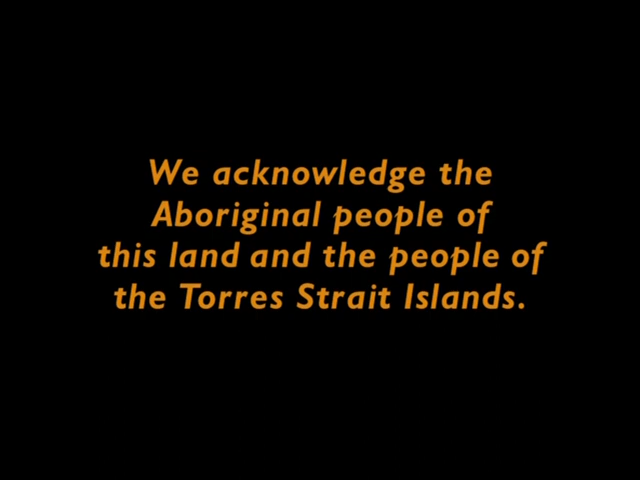 We acknowledge the
Aboriginal people of
this land and the people of
the Torres Strait Islands.